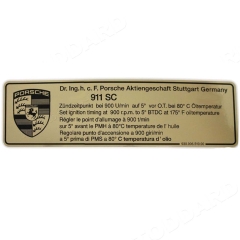 PORSCHE
Dr. Ing. h. c. F. Porsche Aktiengeschaft Stuttgart Germany
911 SC
Zündzeitpunkt bei 900 U/min auf 5° vor O.T. bei 80° C Öltemperatur
Set ignition timing at 900 r.p.m. to 5° BTDC at 175° F oiltemperature
Régler le point d'allumage à 900 t/min
sur 5° avant le PMH à 80° C temperature de l' huile
Regolare punto d'accensione a 900 giri/min
a 5° prima di PMS a 80° C temperatura d' olio